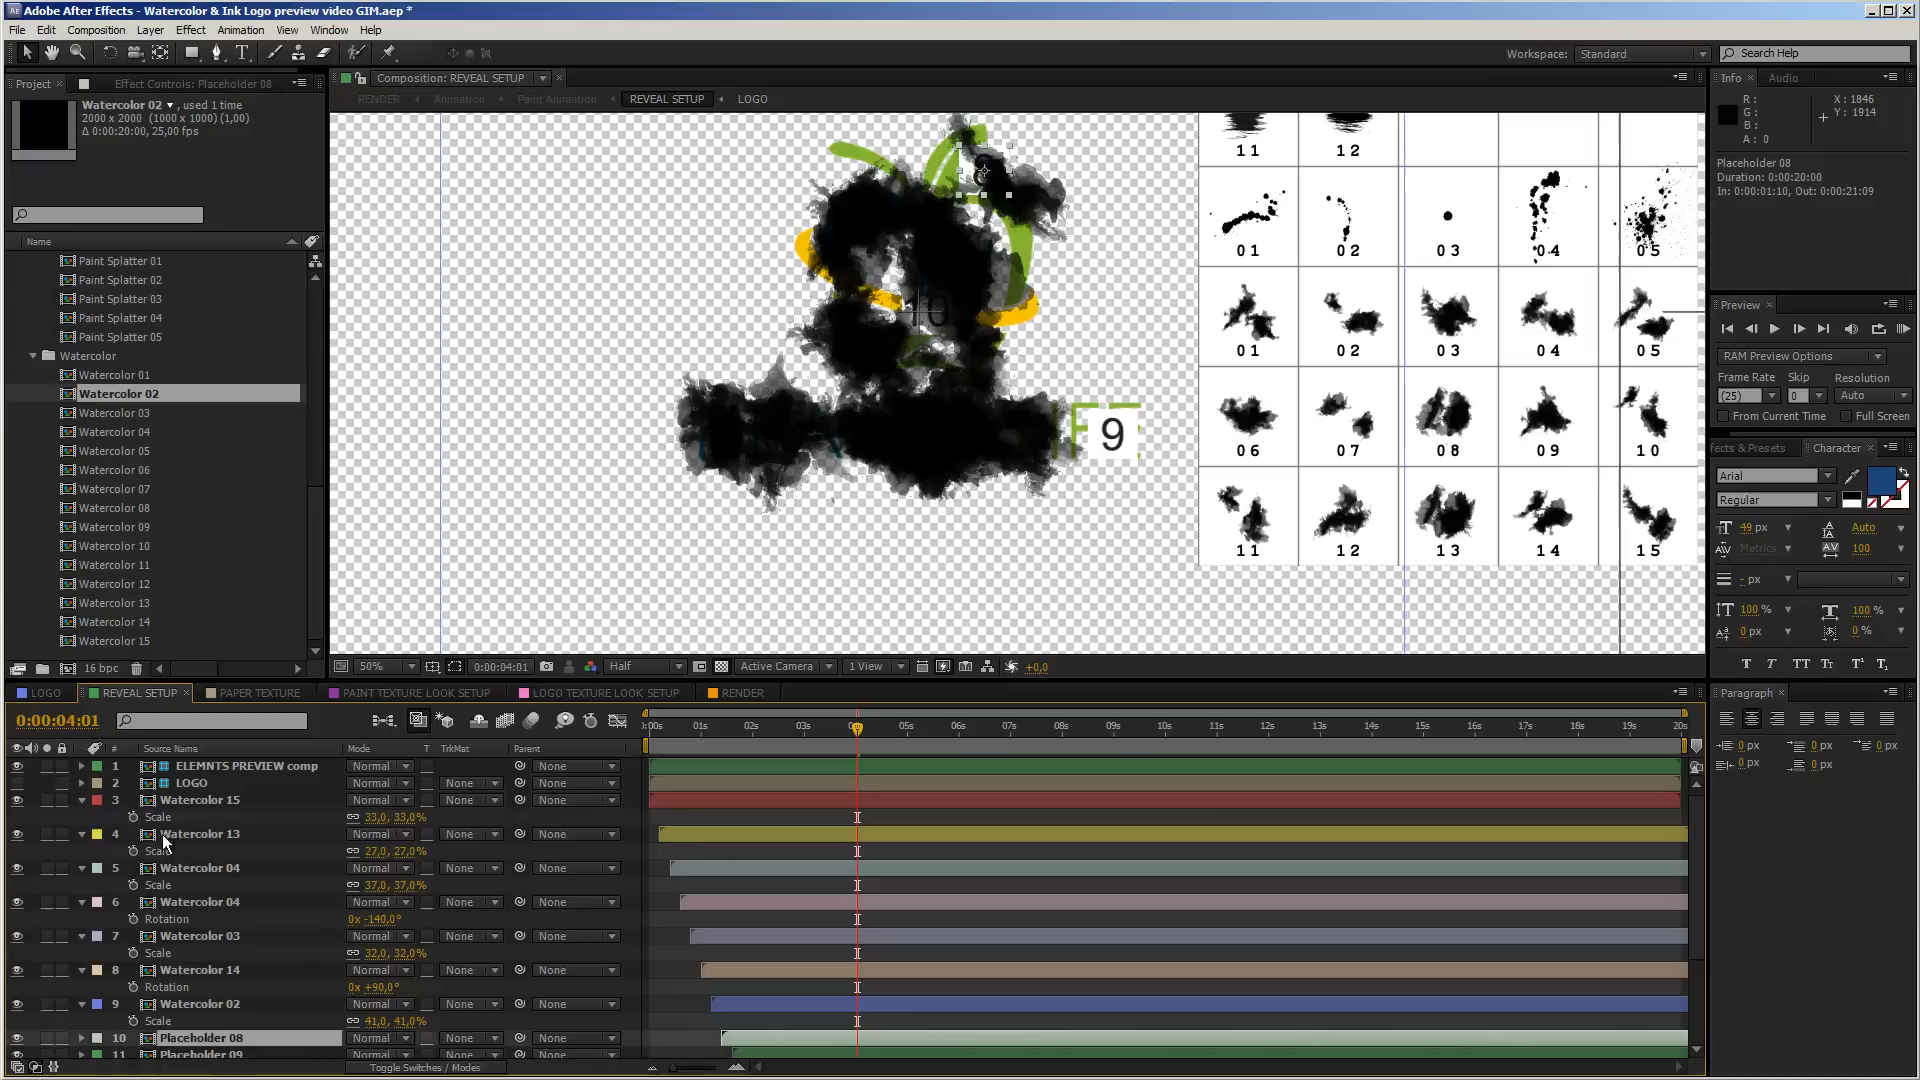 Adobe After Effects - Watercolor & Ink Logo preview video GIM.aep *
File Edit Composition Layer Effect Animation View Window Help
Workspace: Standard Search Help
Project Effect Controls: Placeholder 08
Composition: REVEAL SETUP
RENDER Animation Paint Animation REVEAL SETUP LOGO
Watercolor 02 , used 1 time
2000 x 2000 (1000 x 1000) (1,00)
Δ 0:00:20:00, 25,00 fps
Name
Paint Splatter 01
Paint Splatter 02
Paint Splatter 03
Paint Splatter 04
Paint Splatter 05
Watercolor
Watercolor 01
Watercolor 02
Watercolor 03
Watercolor 04
Watercolor 05
Watercolor 06
Watercolor 07
Watercolor 08
Watercolor 09
Watercolor 10
Watercolor 11
Watercolor 12
Watercolor 13
Watercolor 14
Watercolor 15
16 bpc
10
9
11 12
01 02 03 04 05
01 02 03 04 05
06 07 08 09 10
11 12 13 14 15
50% 0:00:04:01 Half Active Camera 1 View +0,0
Info Audio
R : X : 1846
G : Y : 1914
B :
A : 0
Placeholder 08
Duration: 0:00:20:00
In: 0:00:01:10, Out: 0:00:21:09
Preview
RAM Preview Options
Frame Rate Skip Resolution
(25) 0 Auto
From Current Time Full Screen
fects & Presets Character
Arial
Regular
49 px Auto
Metrics 100
- px
100 % 100 %
0 px 0 %
T T TT Tt T¹ T₁
Paragraph
0 px 0 px 0 px
0 px 0 px
LOGO REVEAL SETUP PAPER TEXTURE PAINT TEXTURE LOOK SETUP LOGO TEXTURE LOOK SETUP RENDER
0:00:04:01
:00s 01s 02s 03s 05s 06s 07s 08s 09s 10s 11s 12s 13s 14s 15s 16s 17s 18s 19s 20s
# Source Name Mode T TrkMat Parent
1 ELEMNTS PREVIEW comp Normal None
2 LOGO Normal None None
3 Watercolor 15 Normal None None
Scale 33,0, 33,0%
4 Watercolor 13 Normal None None
Scale 27,0, 27,0%
5 Watercolor 04 Normal None None
Scale 37,0, 37,0%
6 Watercolor 04 Normal None None
Rotation 0x -140,0°
7 Watercolor 03 Normal None None
Scale 32,0, 32,0%
8 Watercolor 14 Normal None None
Rotation 0x +90,0°
9 Watercolor 02 Normal None None
Scale 41,0, 41,0%
10 Placeholder 08 Normal None None
11 Placeholder 09 Normal None None
Toggle Switches / Modes